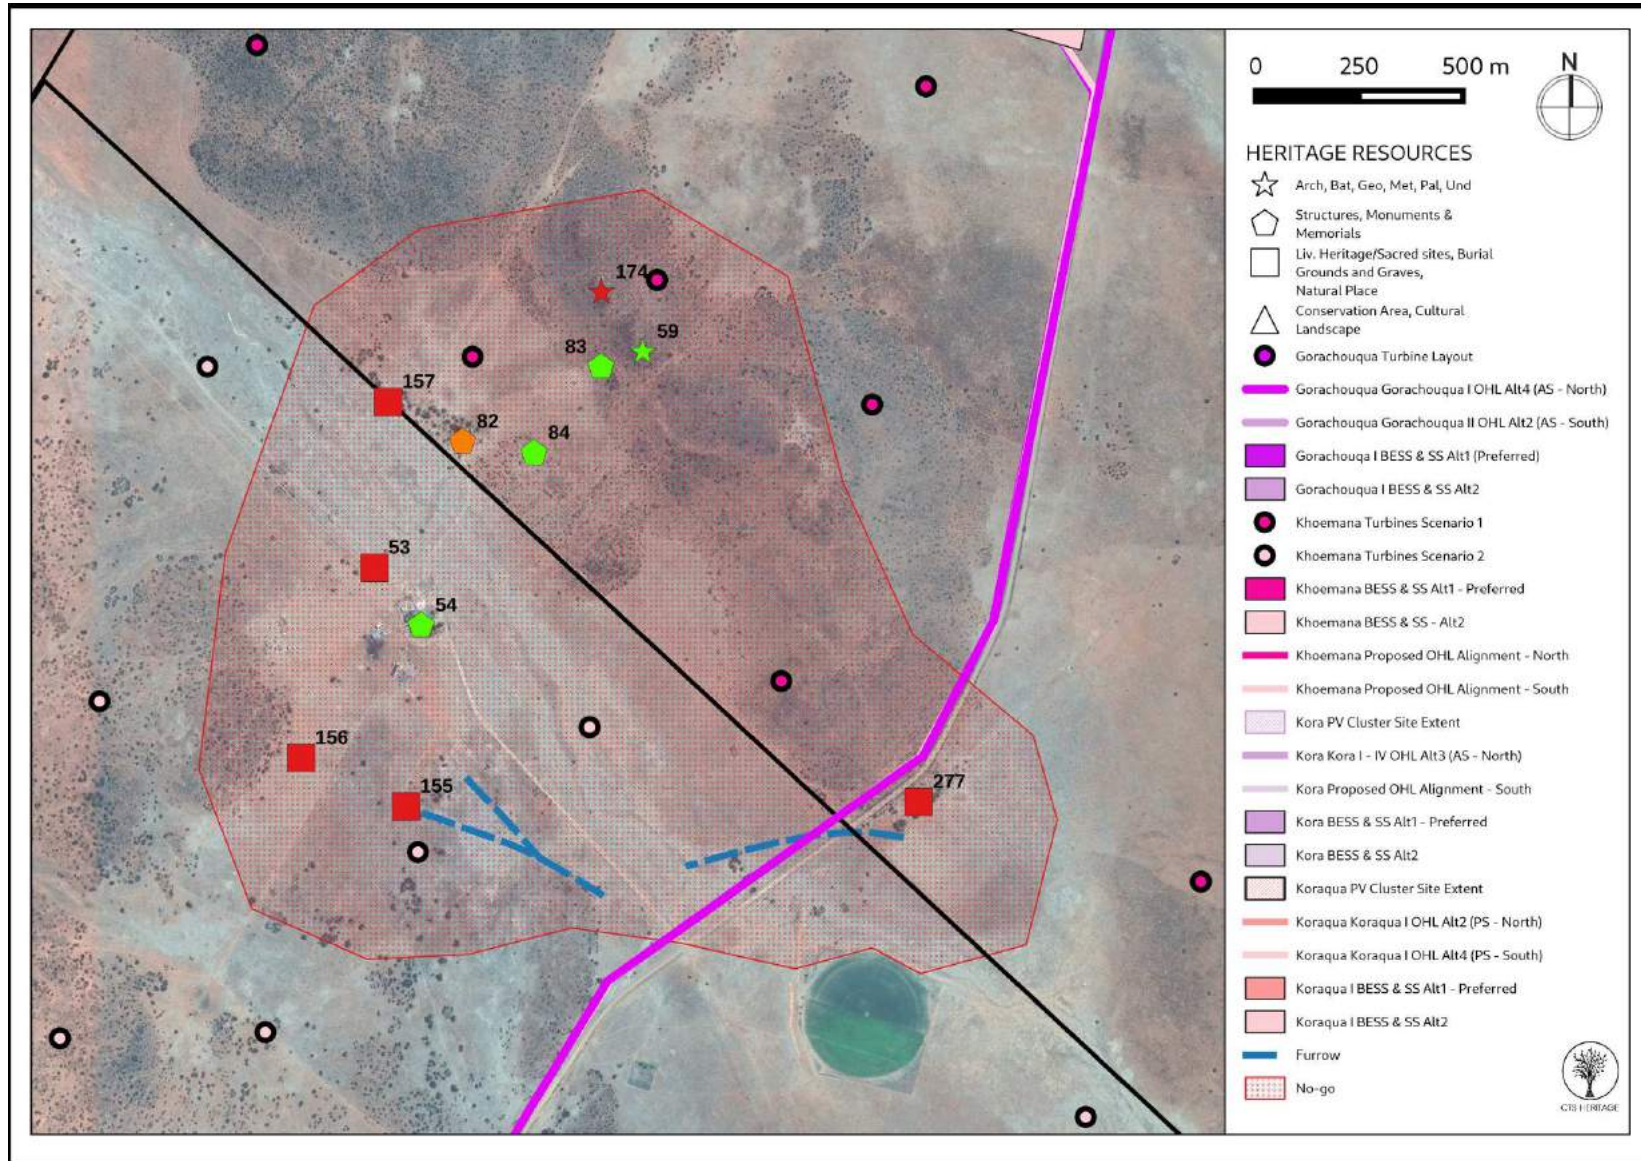 174
59
83
157
82
84
53
54
156
155
277
0 250 500 m
N
HERITAGE RESOURCES
Arch, Bat, Geo, Met, Pal, Und
Structures, Monuments &
Memorials
Liv. Heritage/Sacred sites, Burial
Grounds and Graves,
Natural Place
Conservation Area, Cultural
Landscape
Gorachouqua Turbine Layout
Gorachouqua Gorachouqua I OHL Alt4 (AS - North)
Gorachouqua Gorachouqua II OHL Alt2 (AS - South)
Gorachouqa I BESS & SS Alt1 (Preferred)
Gorachouqua I BESS & SS Alt2
Khoemana Turbines Scenario 1
Khoemana Turbines Scenario 2
Khoemana BESS & SS Alt1 - Preferred
Khoemana BESS & SS - Alt2
Khoemana Proposed OHL Alignment - North
Khoemana Proposed OHL Alignment - South
Kora PV Cluster Site Extent
Kora Kora I - IV OHL Alt3 (AS - North)
Kora Proposed OHL Alignment - South
Kora BESS & SS Alt1 - Preferred
Kora BESS & SS Alt2
Koraqua PV Cluster Site Extent
Koraqua Koraqua I OHL Alt2 (PS - North)
Koraqua Koraqua I OHL Alt4 (PS - South)
Koraqua I BESS & SS Alt1 - Preferred
Koraqua I BESS & SS Alt2
Furrow
No-go
CTS HERITAGE